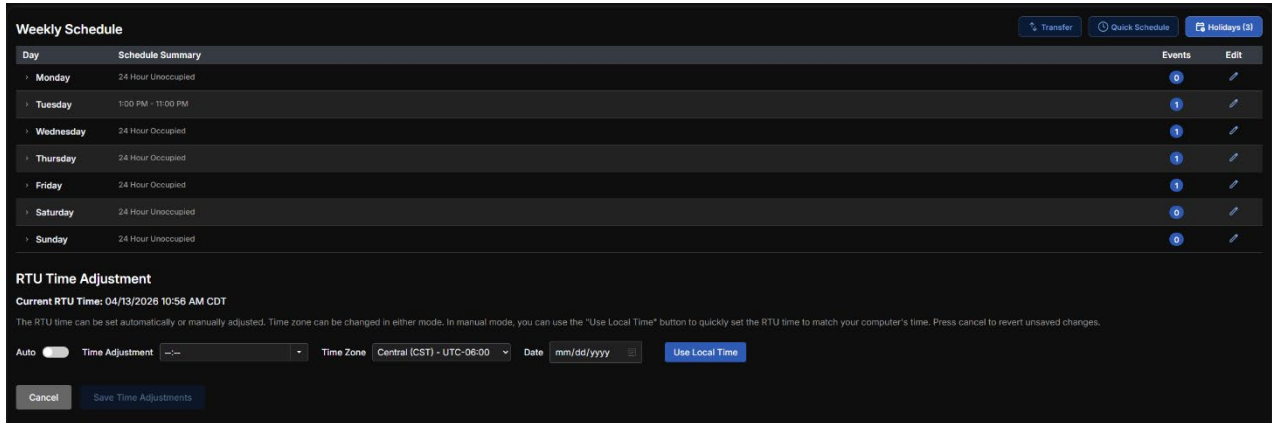 Weekly Schedule Transfer Quick Schedule Holidays (3)
Day Schedule Summary Events Edit
Monday 24 Hour Unoccupied 0
Tuesday 1:00 PM - 11:00 PM 1
Wednesday 24 Hour Occupied 1
Thursday 24 Hour Occupied 1
Friday 24 Hour Occupied 1
Saturday 24 Hour Unoccupied 0
Sunday 24 Hour Unoccupied 0
RTU Time Adjustment
Current RTU Time: 04/13/2026 10:56 AM CDT
The RTU time can be set automatically or manually adjusted. Time zone can be changed in either mode. In manual mode, you can use the "Use Local Time" button to quickly set the RTU time to match your computer's time. Press cancel to revert unsaved changes.
Auto Time Adjustment --:-- Time Zone Central (CST) - UTC-06:00 Date mm/dd/yyyy Use Local Time
Cancel Save Time Adjustments